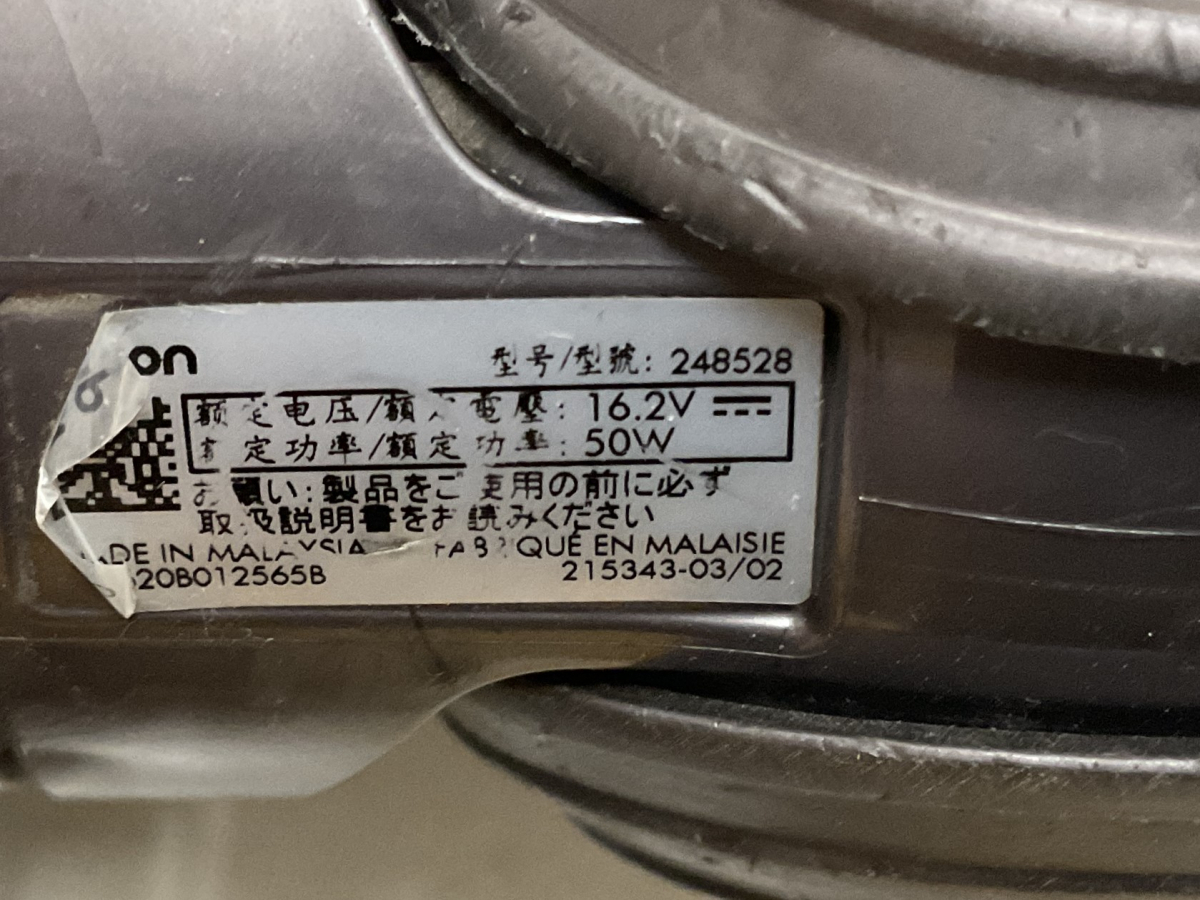 on
型号/型號: 248528
额定电压/額定電壓: 16.2V
额定功率/額定功率: 50W
お願い:製品をご使用の前に必ず
取扱説明書をお読みください
ADE IN MALAYSIA FABRIQUÉ EN MALAISIE
20B012565B 215343-03/02